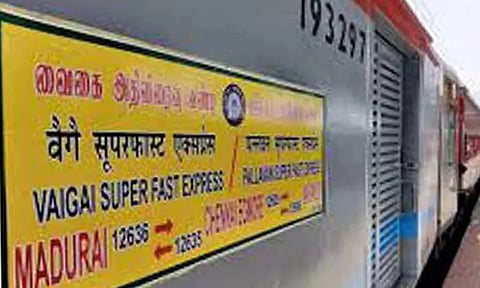 193297
வைகை அதிவிரைவு வண்டி
वैगै सूपरफास्ट एक्सप्रेस /
VAIGAI SUPER FAST EXPRESS / PALLAVAN SUPER FAST EXPRESS
MADURAI 12636 → ← 12635 CHENNAI EGMORE